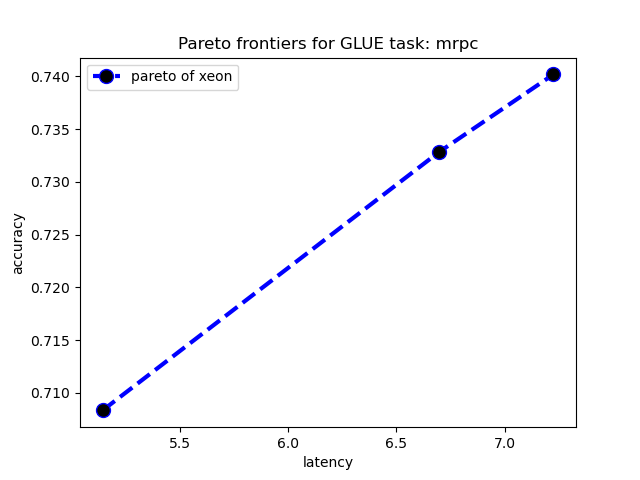 Pareto frontiers for GLUE task: mrpc
pareto of xeon
0.740
0.735
0.730
0.725
0.720
0.715
0.710
accuracy
5.5
6.0
6.5
7.0
latency